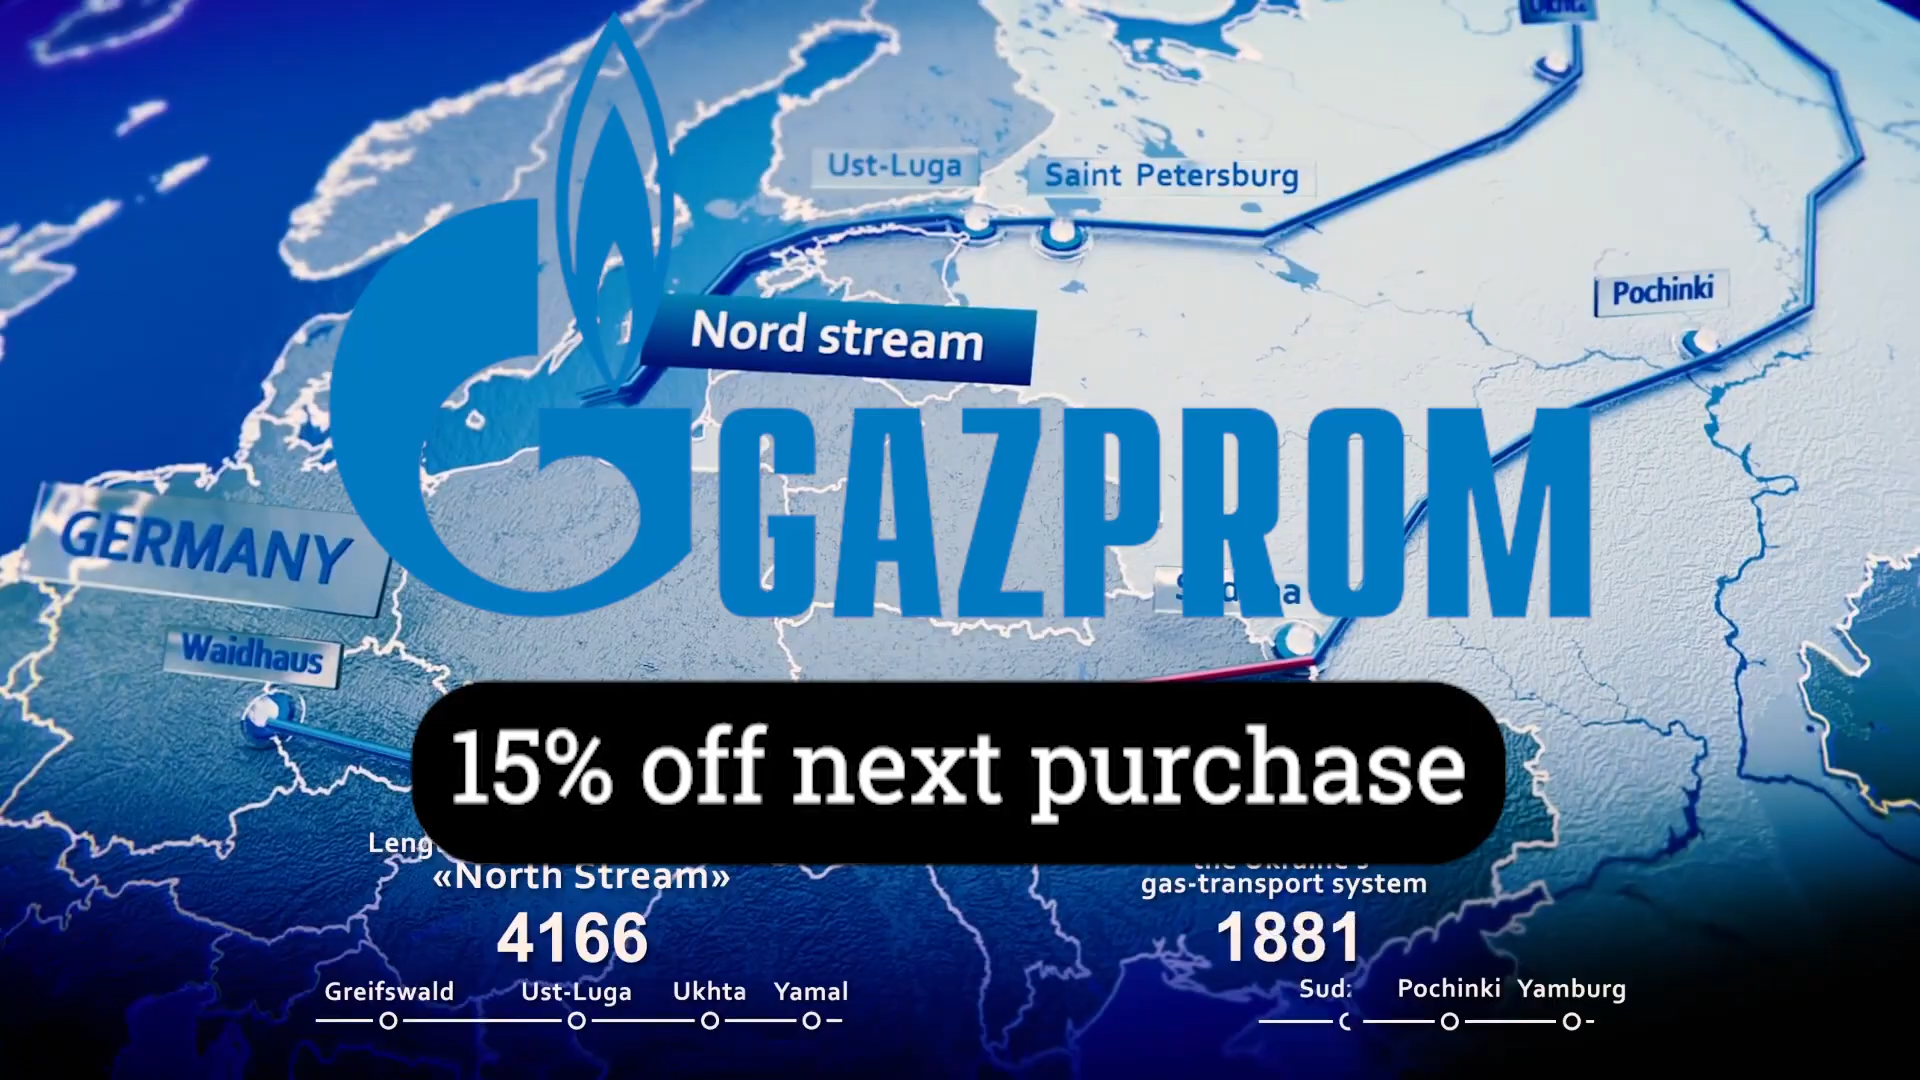 Ukhta
Ust-Luga
Saint Petersburg
Pochinki
Nord stream
GAZPROM
GERMANY
Waidhaus
15% off next purchase
«North Stream»
gas-transport system
4166
1881
Greifswald
Ust-Luga
Ukhta
Yamal
Pochinki
Yamburg